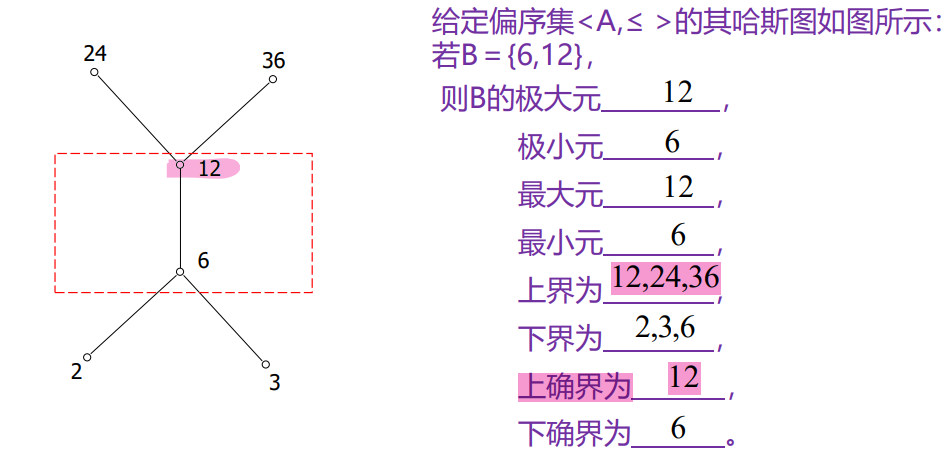 给定偏序集<A,≤ >的其哈斯图如图所示：
若B＝{6,12}，
则B的极大元 12 ，
极小元 6 ，
最大元 12 ，
最小元 6 ，
上界为 12,24,36 ，
下界为 2,3,6 ，
上确界为 12 ，
下确界为 6 。
24
36
12
6
2
3